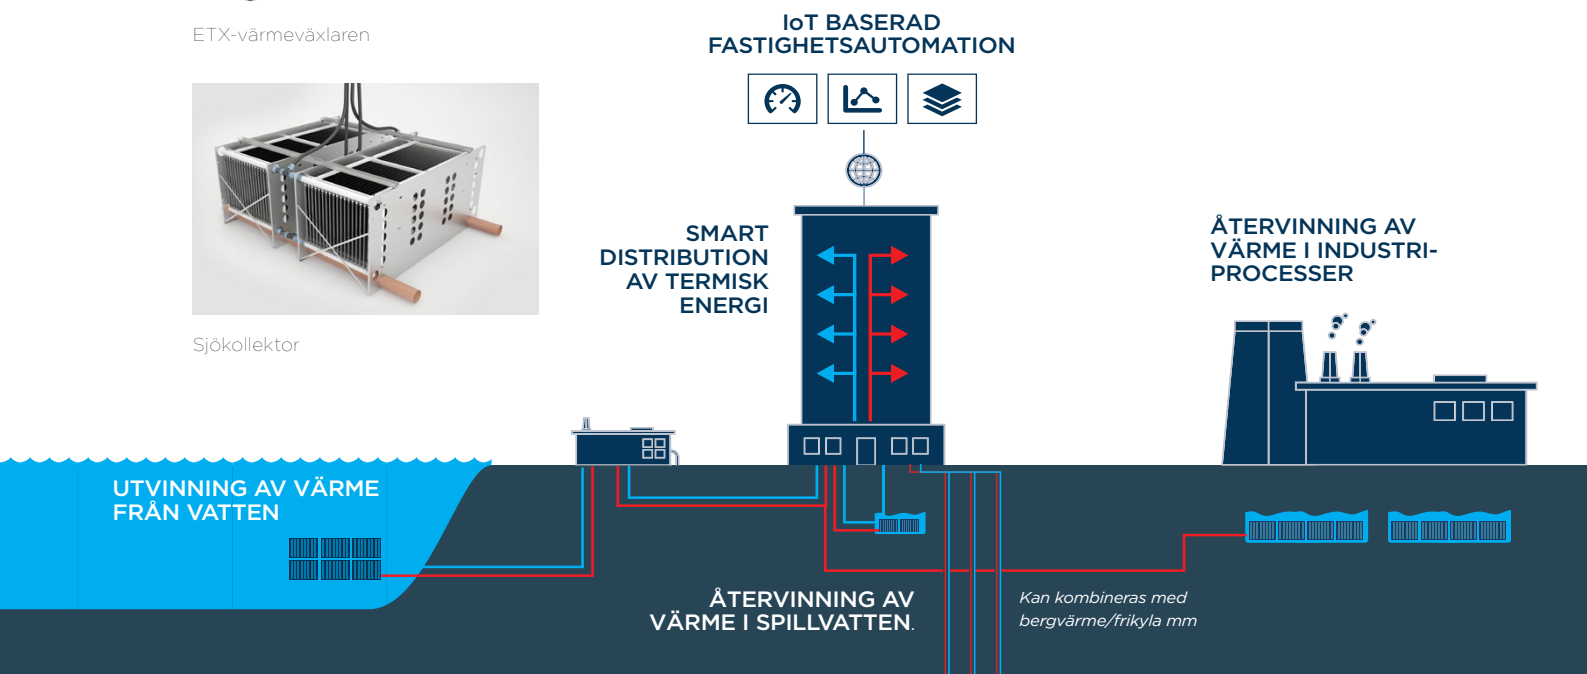 ETX-värmeväxlaren
Sjökollektor
IoT BASERAD
FASTIGHETSAUTOMATION
SMART
DISTRIBUTION
AV TERMISK
ENERGI
ÅTERVINNING AV
VÄRME I INDUSTRI-
PROCESSER
UTVINNING AV VÄRME
FRÅN VATTEN
ÅTERVINNING AV
VÄRME I SPILLVATTEN.
Kan kombineras med
bergvärme/frikyla mm